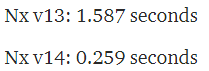 Nx v13: 1.587 seconds
Nx v14: 0.259 seconds